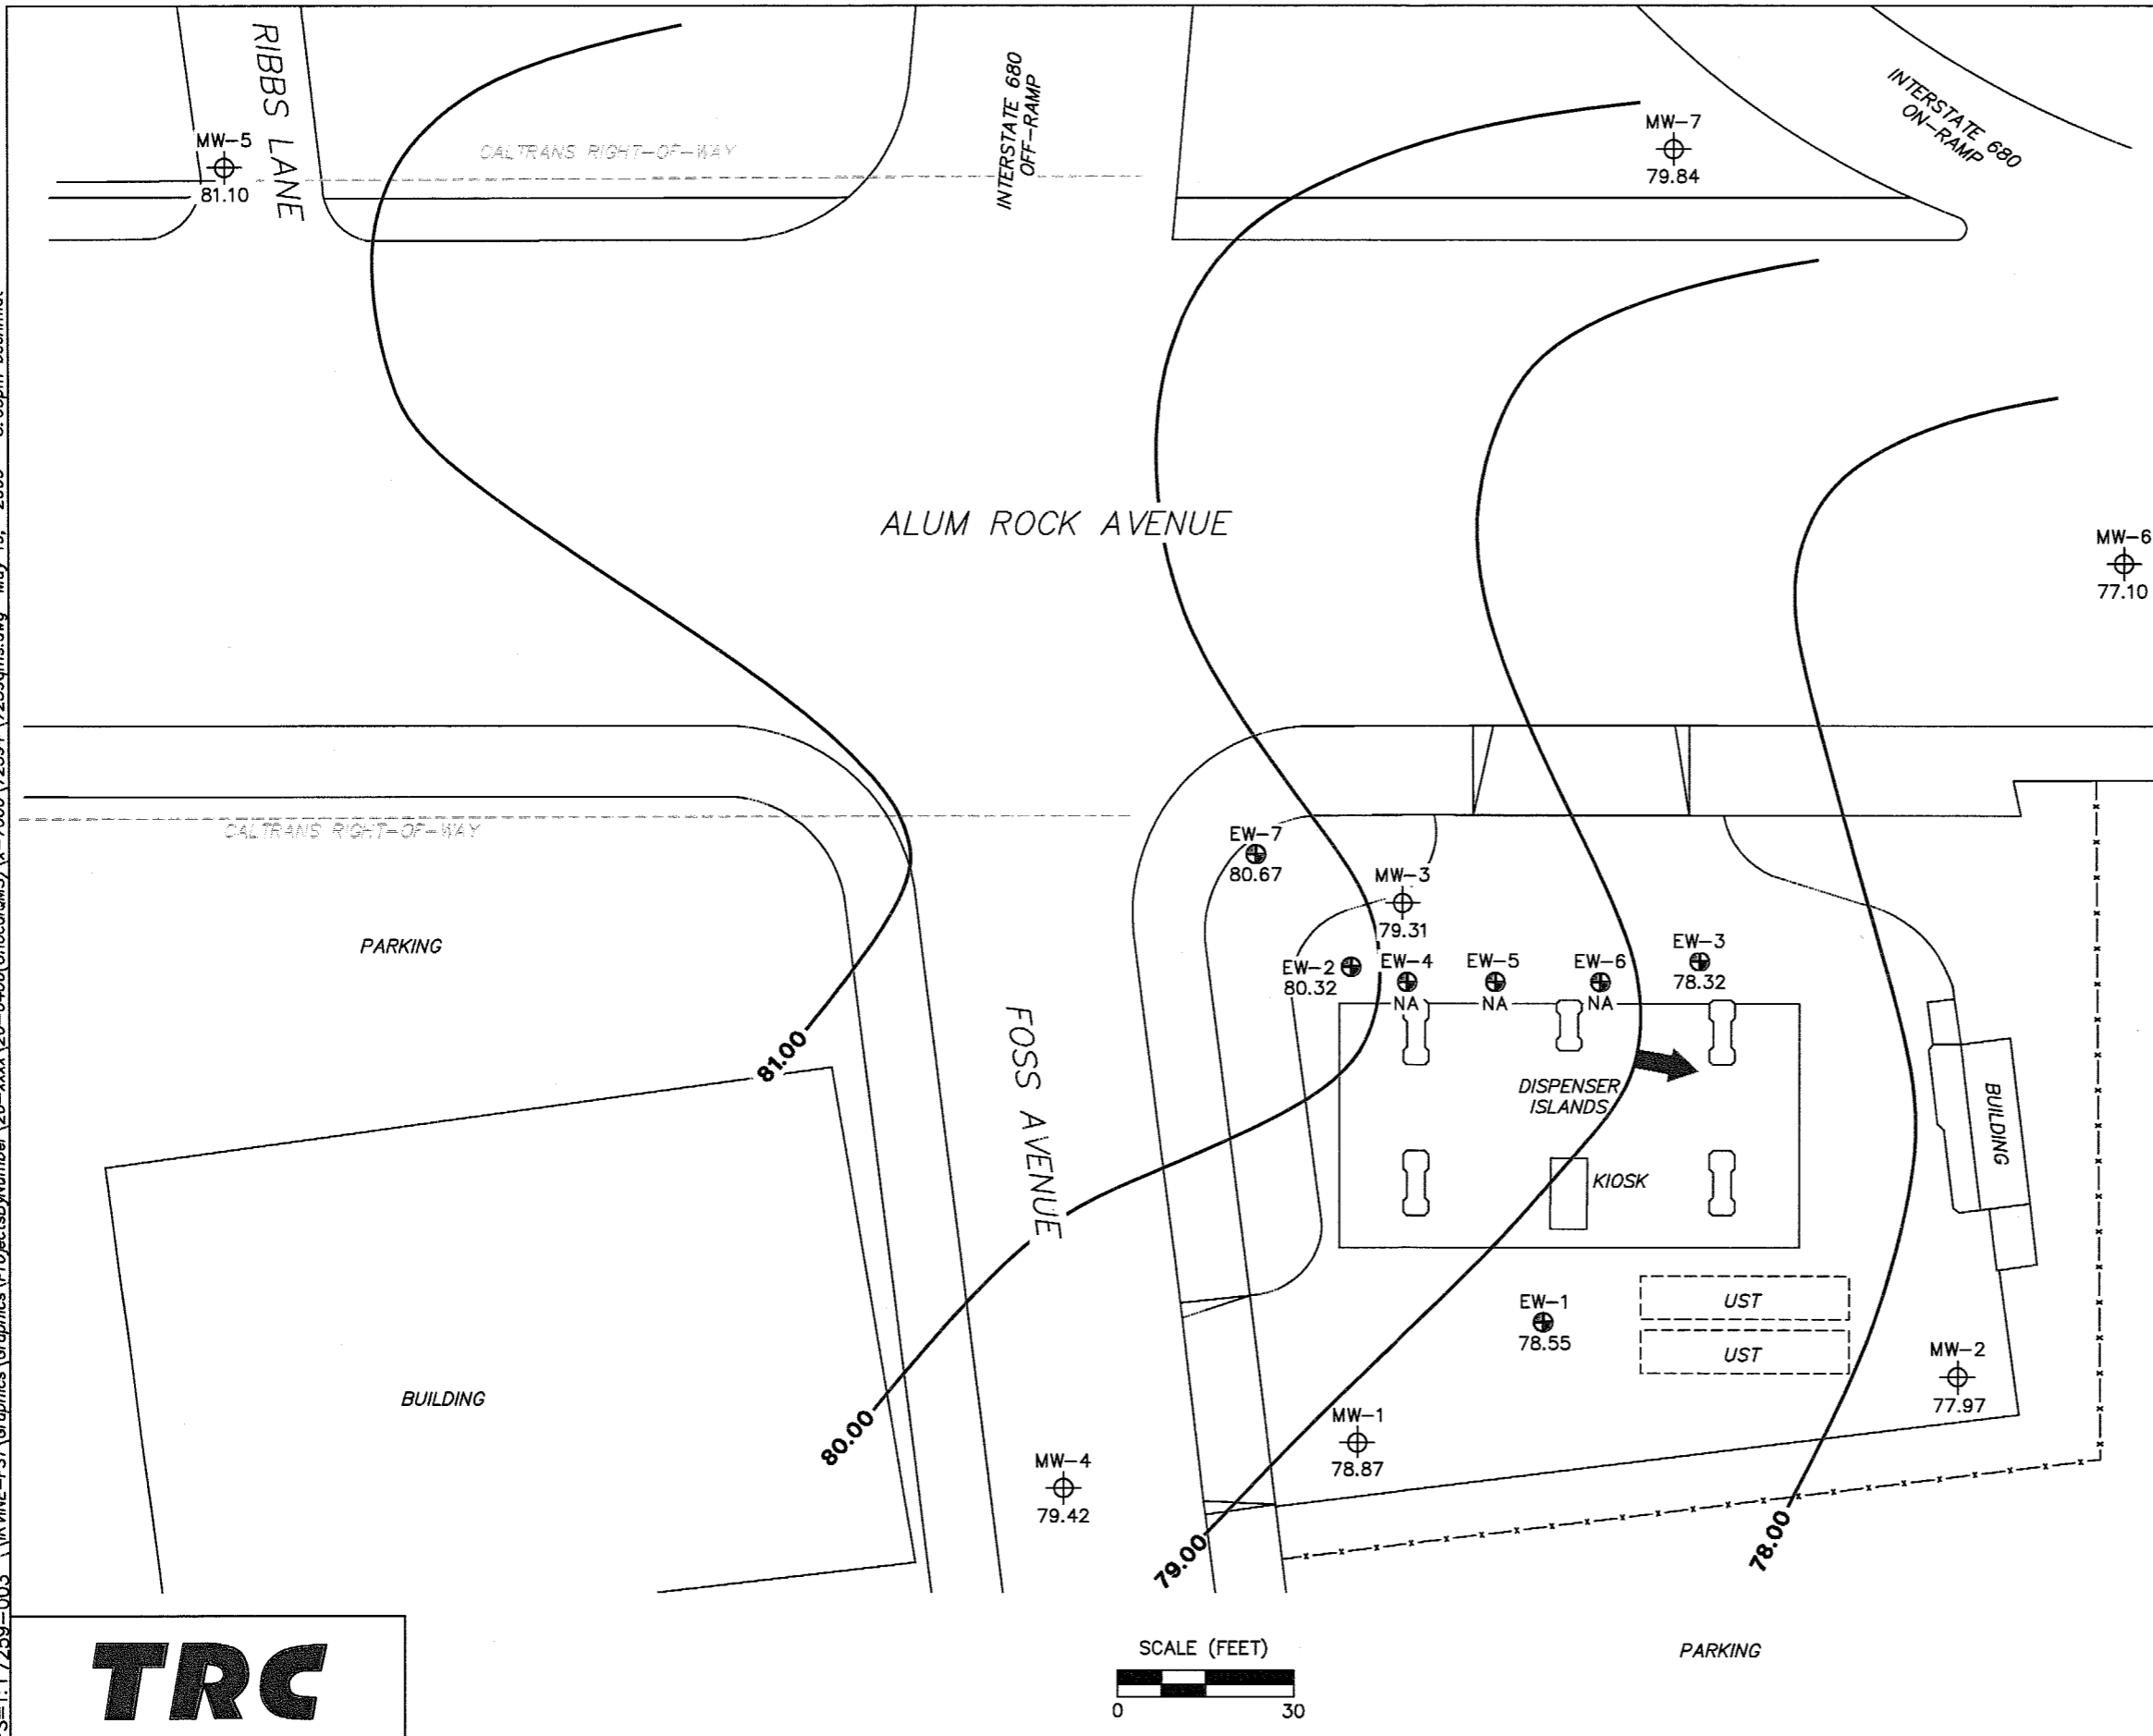 RIBBS LANE
MW-5
81.10
CALTRANS RIGHT-OF-WAY
INTERSTATE 680
OFF-RAMP
MW-7
79.84
INTERSTATE 680
ON-RAMP
ALUM ROCK AVENUE
MW-6
77.10
CALTRANS RIGHT-OF-WAY
PARKING
EW-7
80.67
MW-3
79.31
EW-2
80.32
EW-4
NA
EW-5
NA
EW-6
NA
EW-3
78.32
81.00
FOSS AVENUE
DISPENSER
ISLANDS
KIOSK
BUILDING
BUILDING
EW-1
78.55
UST
UST
MW-2
77.97
MW-1
78.87
MW-4
79.42
80.00
79.00
78.00
TRC
SCALE (FEET)
0 30
PARKING